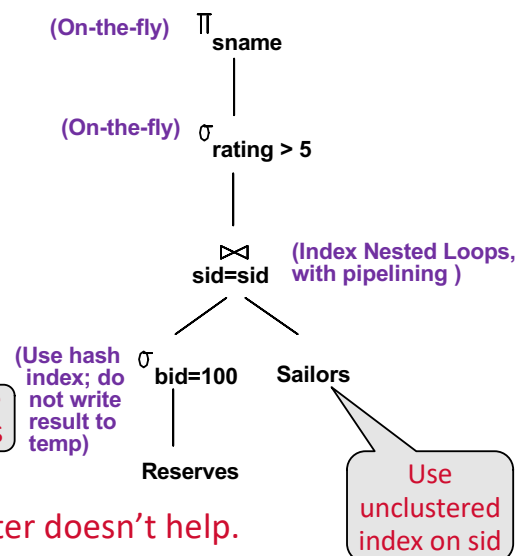 (On-the-fly) π sname
(On-the-fly) σ rating > 5
⋈ (Index Nested Loops,
sid=sid with pipelining )
(Use hash
index; do
not write
result to
temp)
σ bid=100
Sailors
Reserves
Use
unclustered
index on sid
ter doesn't help.